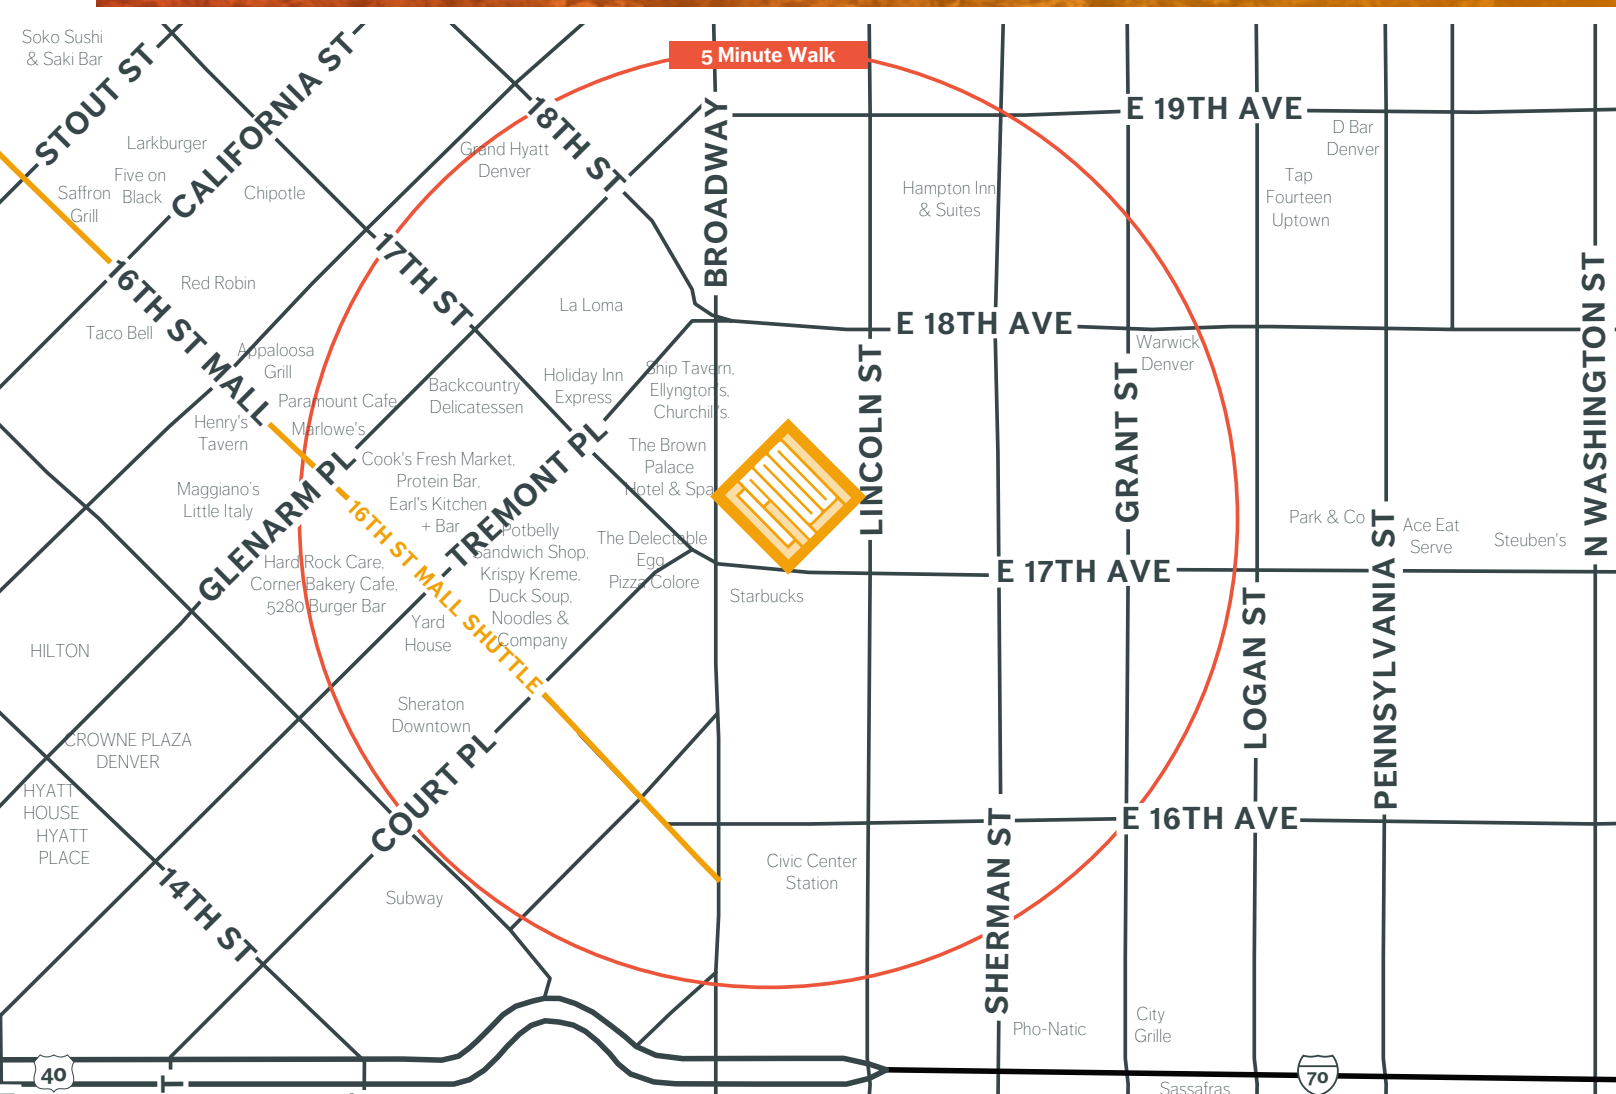 5 Minute Walk
Soko Sushi
& Saki Bar
STOUT ST
CALIFORNIA ST
18TH ST
BROADWAY
E 19TH AVE
D Bar
Denver
Larkburger
Grand Hyatt
Denver
Five on
Black
Saffron
Grill
Chipotle
Hampton Inn
& Suites
Tap
Fourteen
Uptown
17TH ST
16TH ST MALL
Red Robin
La Loma
E 18TH AVE
N WASHINGTON ST
Taco Bell
Appaloosa
Grill
Warwick
Denver
LINCOLN ST
GRANT ST
Backcountry
Delicatessen
Holiday Inn
Express
Ship Tavern,
Ellyngton's,
Churchill's.
Paramount Cafe
Marlowe's
Henry's
Tavern
GLENARM PL
TREMONT PL
Cook's Fresh Market,
Protein Bar,
Earl's Kitchen
+ Bar
The Brown
Palace
Hotel & Spa
Maggiano's
Little Italy
16TH ST MALL SHUTTLE
Potbelly
Sandwich Shop,
Krispy Kreme,
Duck Soup,
Noodles &
Company
The Delectable
Egg
Pizza Colore
Park & Co
PENNSYLVANIA ST
Ace Eat
Serve
Steuben's
Hard Rock Care,
Corner Bakery Cafe,
5280 Burger Bar
E 17TH AVE
Starbucks
LOGAN ST
Yard
House
HILTON
Sheraton
Downtown
CROWNE PLAZA
DENVER
COURT PL
HYATT
HOUSE
HYATT
PLACE
E 16TH AVE
SHERMAN ST
Civic Center
Station
14TH ST
Subway
Pho-Natic
City
Grille
40
70
Sassafras